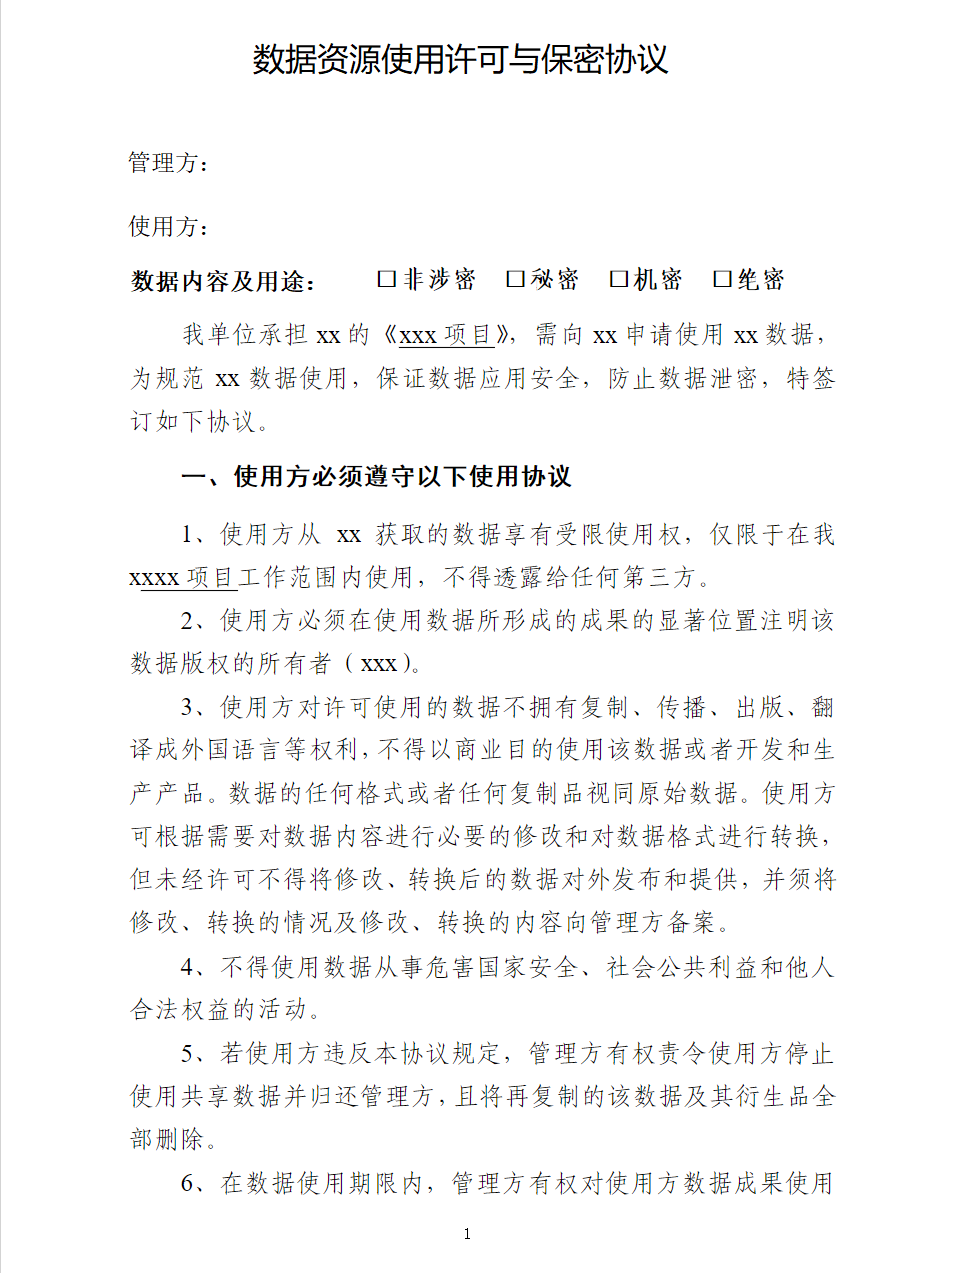 数据资源使用许可与保密协议
管理方：
使用方：
数据内容及用途： □非涉密 □秘密 □机密 □绝密
我单位承担 xx 的《xxx 项目》，需向 xx 申请使用 xx 数据，
为规范 xx 数据使用，保证数据应用安全，防止数据泄密，特签
订如下协议。
一、使用方必须遵守以下使用协议
1、使用方从 xx 获取的数据享有受限使用权，仅限于在我
xxxx 项目工作范围内使用，不得透露给任何第三方。
2、使用方必须在使用数据所形成的成果的显著位置注明该
数据版权的所有者（xxx）。
3、使用方对许可使用的数据不拥有复制、传播、出版、翻
译成外国语言等权利，不得以商业目的使用该数据或者开发和生
产产品。数据的任何格式或者任何复制品视同原始数据。使用方
可根据需要对数据内容进行必要的修改和对数据格式进行转换，
但未经许可不得将修改、转换后的数据对外发布和提供，并须将
修改、转换的情况及修改、转换的内容向管理方备案。
4、不得使用数据从事危害国家安全、社会公共利益和他人
合法权益的活动。
5、若使用方违反本协议规定，管理方有权责令使用方停止
使用共享数据并归还管理方，且将再复制的该数据及其衍生品全
部删除。
6、在数据使用期限内，管理方有权对使用方数据成果使用
1